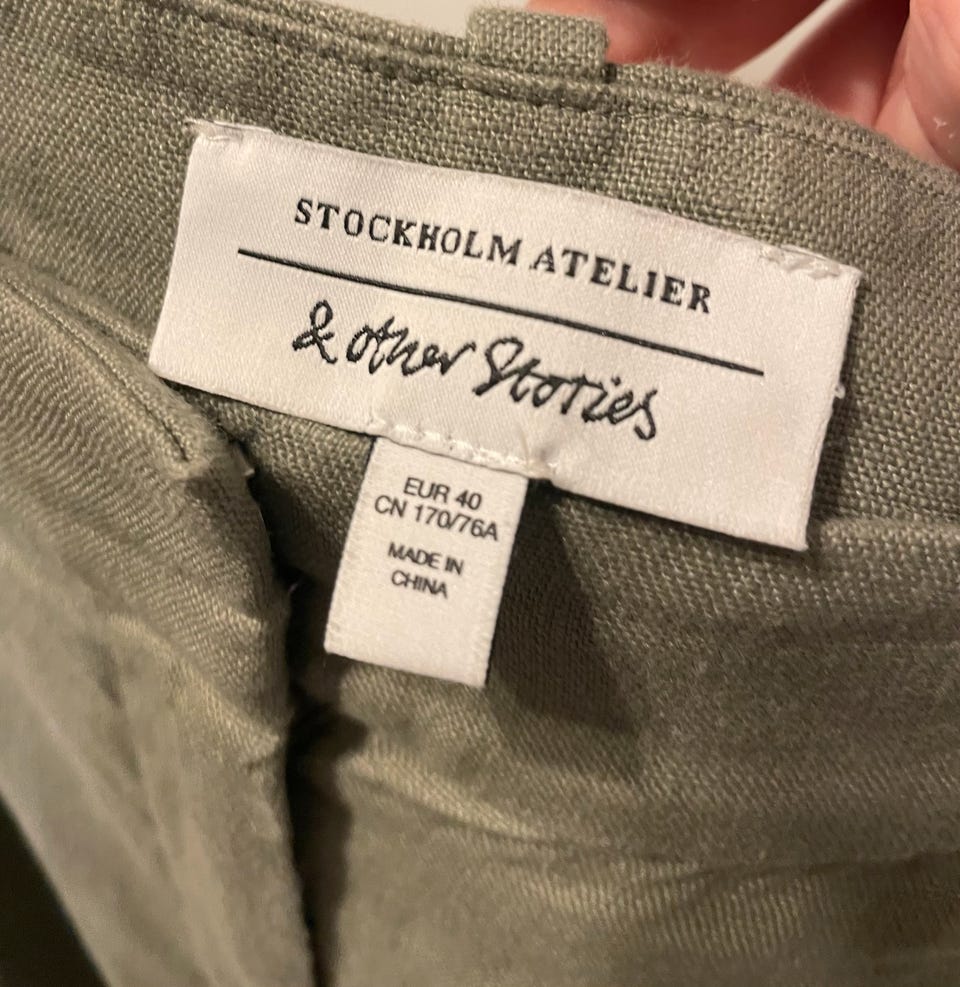 STOCKHOLM ATELIER
& other Stories
EUR 40
CN 170/76A
MADE IN
CHINA